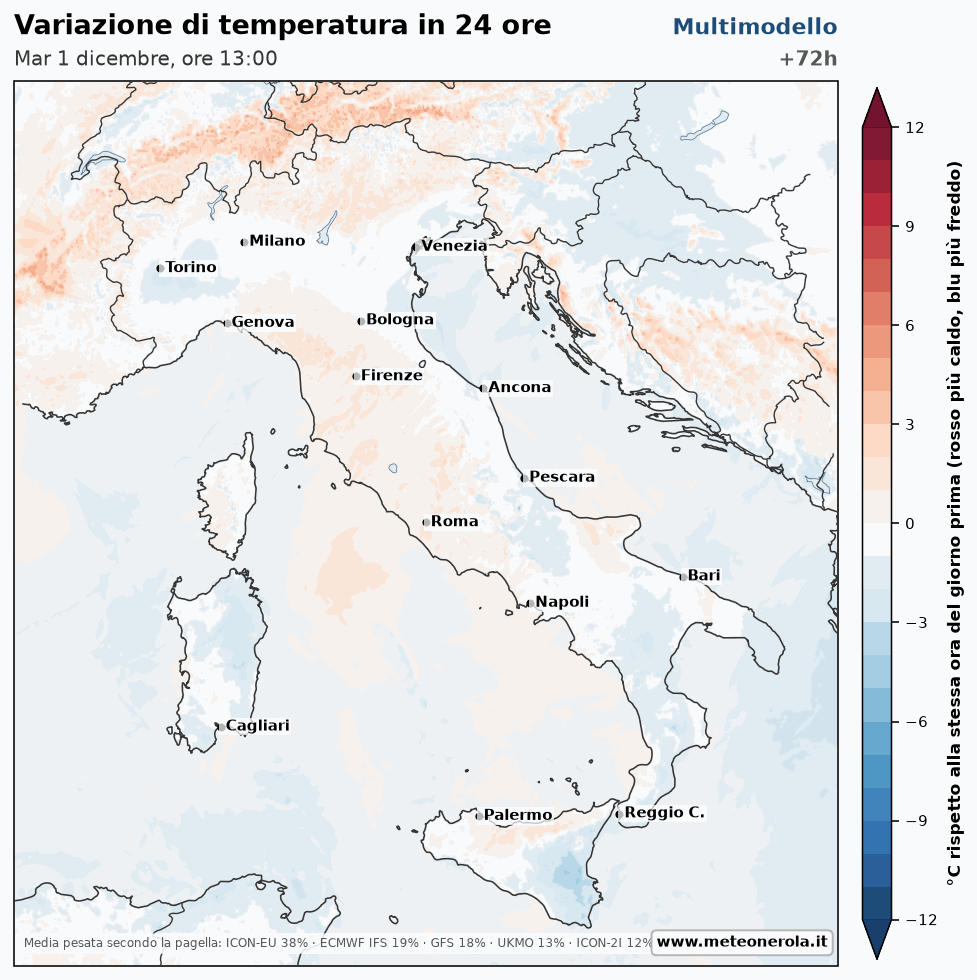 Variazione di temperatura in 24 ore
Multimodello
Mar 1 dicembre, ore 13:00
+72h
Milano
Venezia
Torino
Genova
Bologna
Firenze
Ancona
Pescara
Roma
Bari
Napoli
Cagliari
Palermo
Reggio C.
12
9
6
3
0
−3
−6
−9
−12
°C rispetto alla stessa ora del giorno prima (rosso più caldo, blu più freddo)
Media pesata secondo la pagella: ICON-EU 38% · ECMWF IFS 19% · GFS 18% · UKMO 13% · ICON-2I 12%
www.meteonerola.it